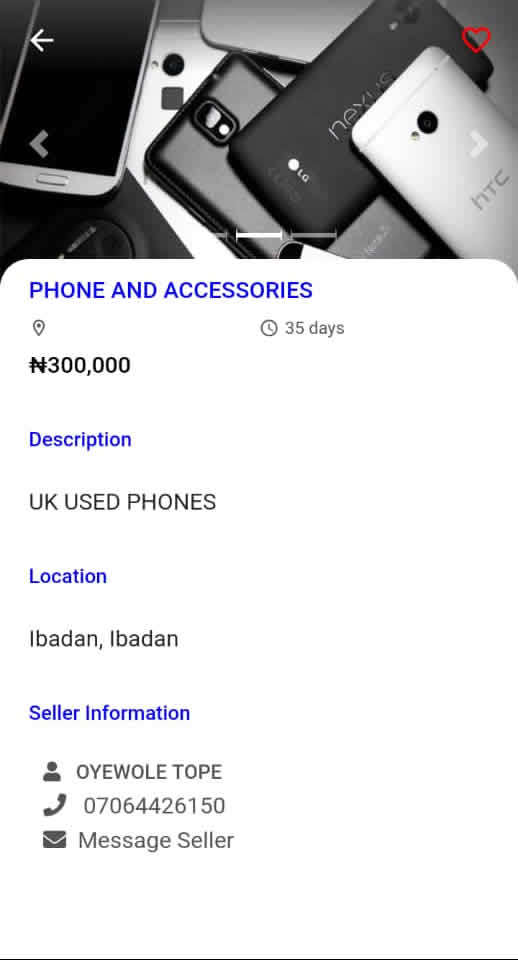 nexus
LG
hTC
PHONE AND ACCESSORIES
35 days
₦300,000
Description
UK USED PHONES
Location
Ibadan, Ibadan
Seller Information
OYEWOLE TOPE
07064426150
Message Seller